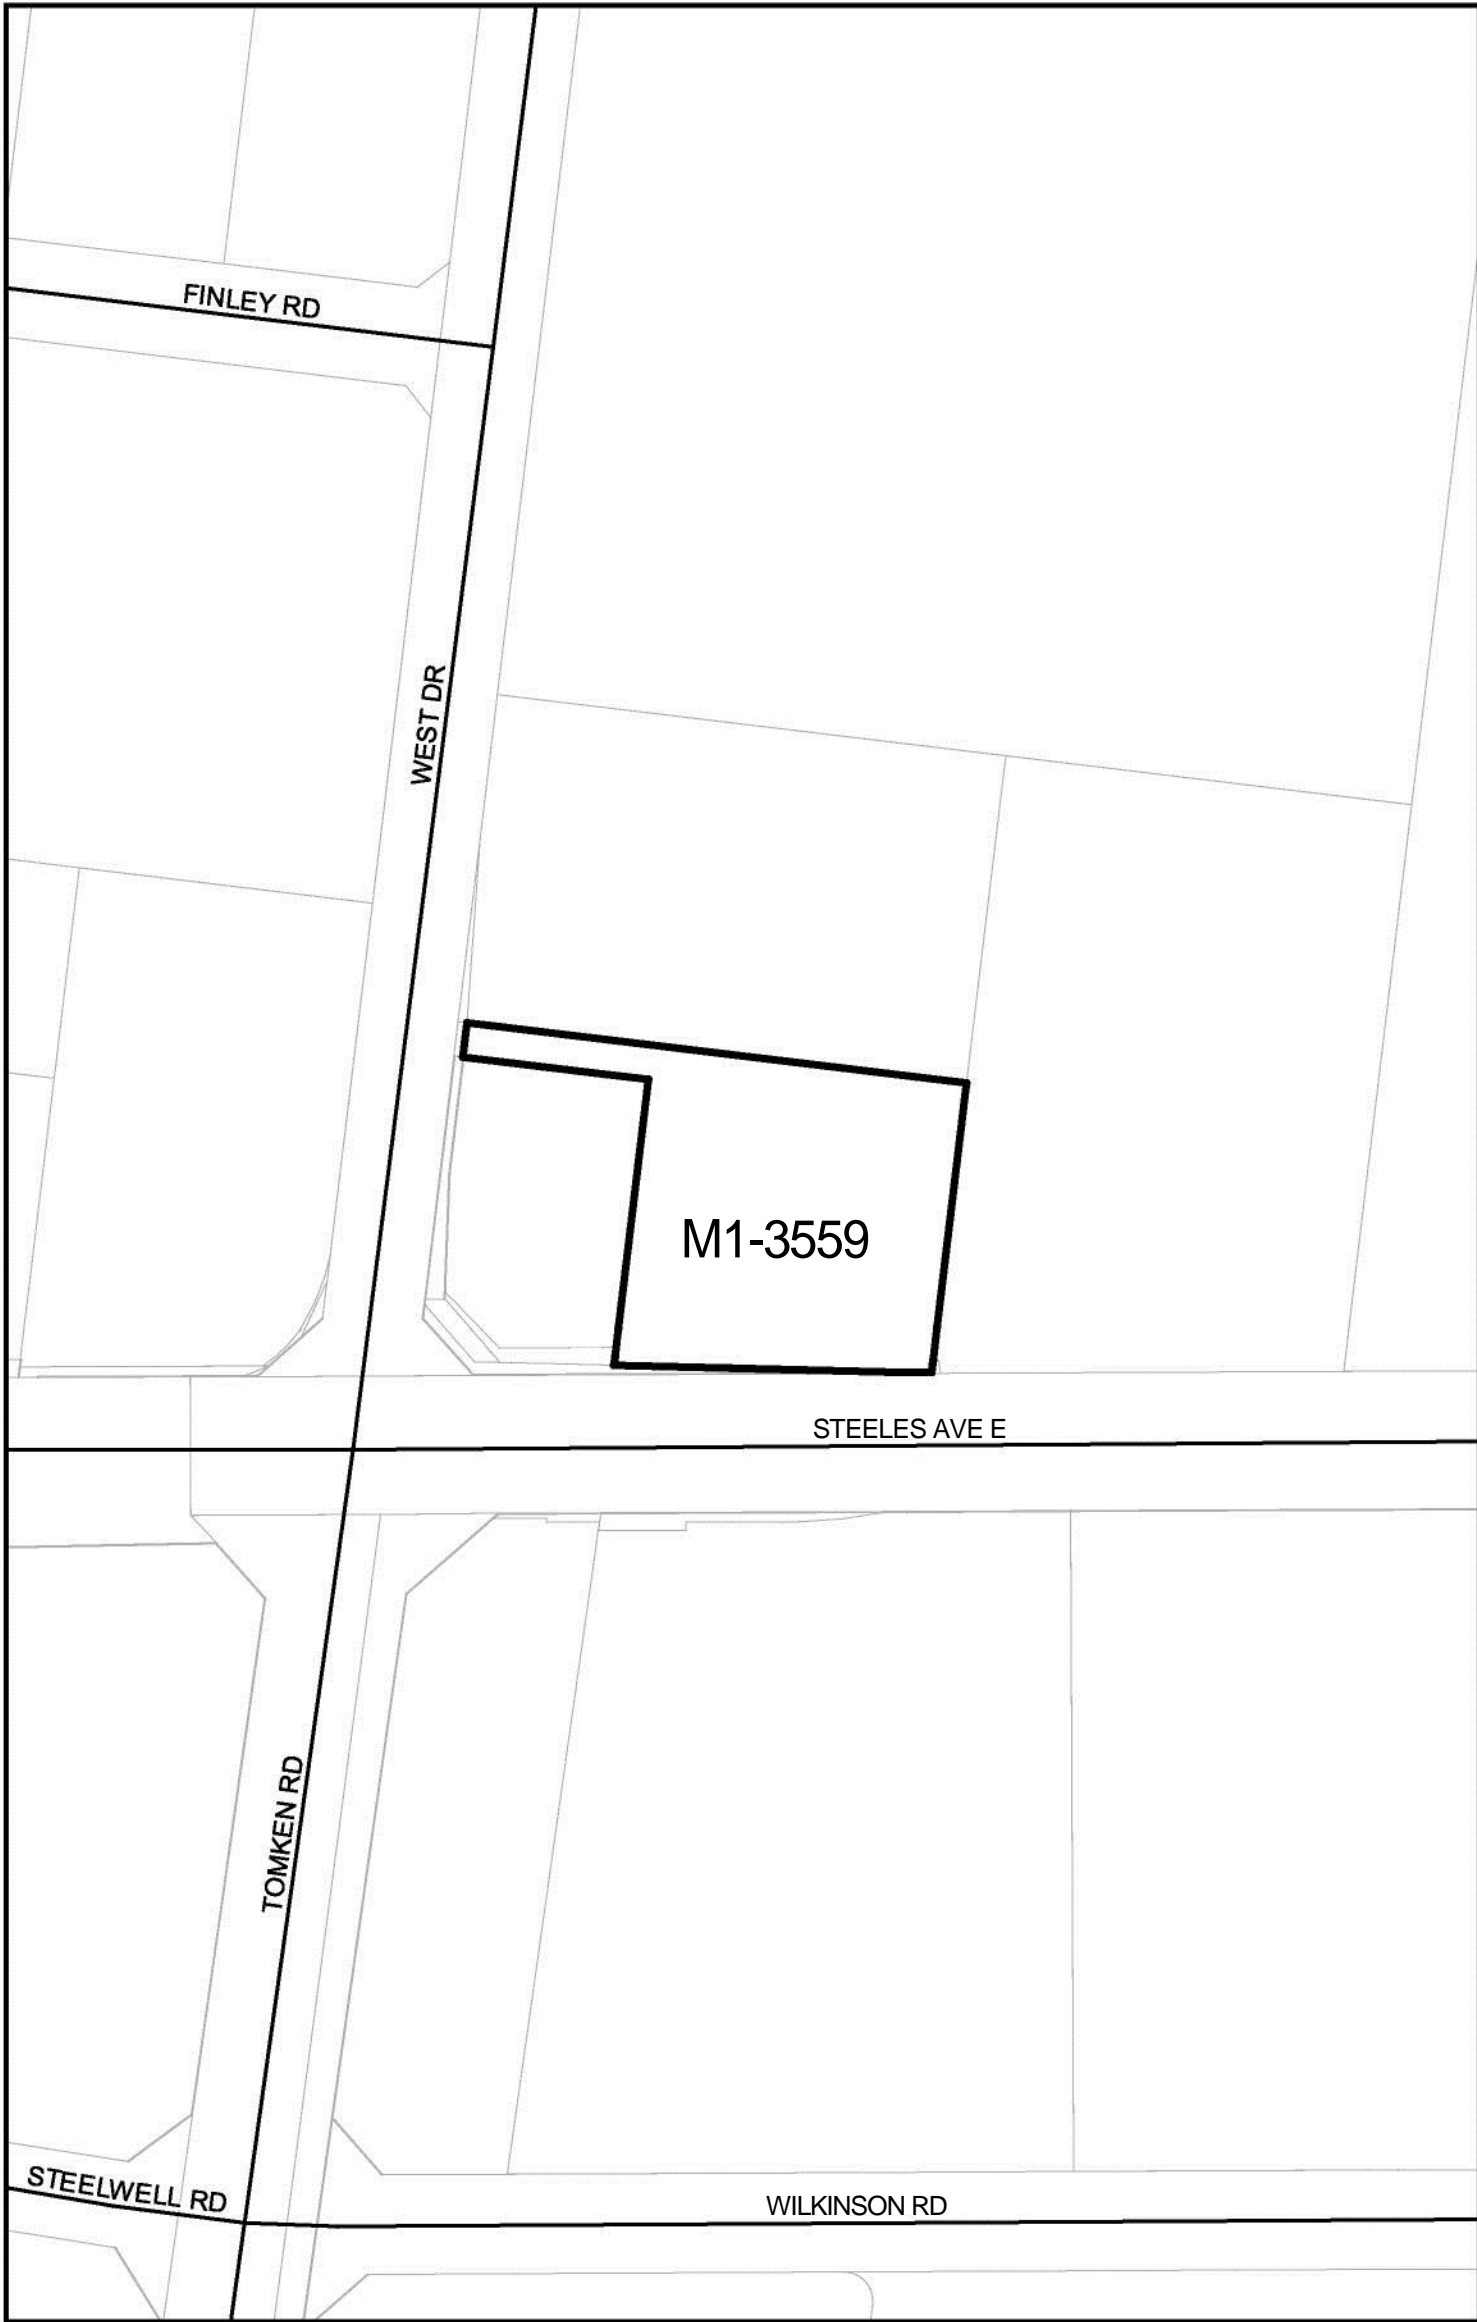 FINLEY RD
WEST DR
M1-3559
STEELES AVE E
TOMKEN RD
STEELWELL RD
WILKINSON RD